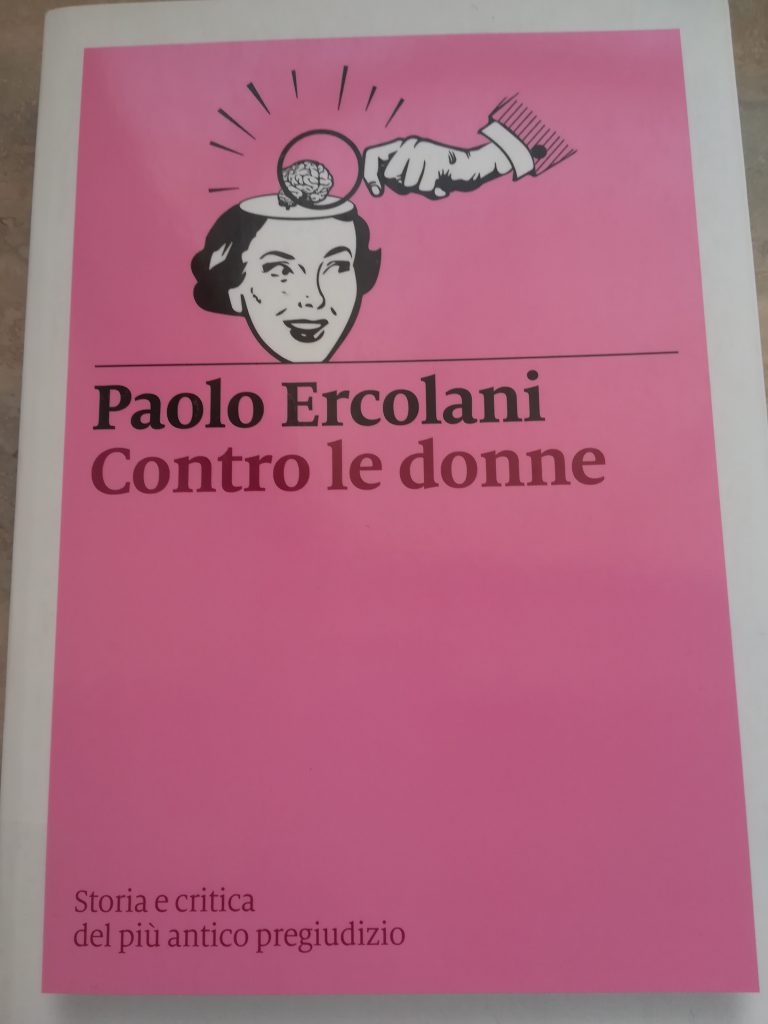 Paolo Ercolani
Contro le donne
Storia e critica
del più antico pregiudizio